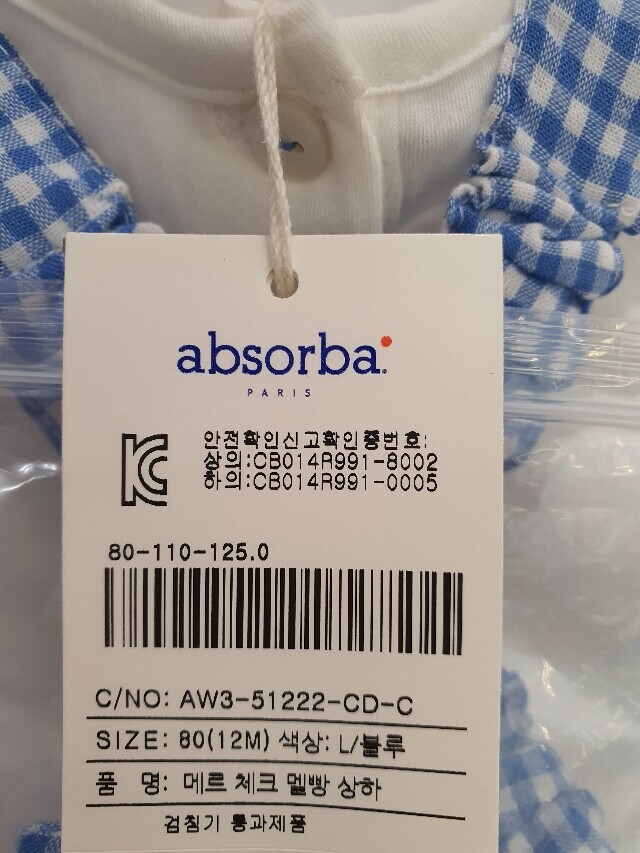 absorba
PARIS
안전확인신고확인증번호:
상의:CB014R991-8002
하의:CB014R991-0005
80-110-125.0
C/NO: AW3-51222-CD-C
SIZE: 80(12M) 색상: L/블루
품 명: 메르 체크 멜빵 상하
검침기 통과제품